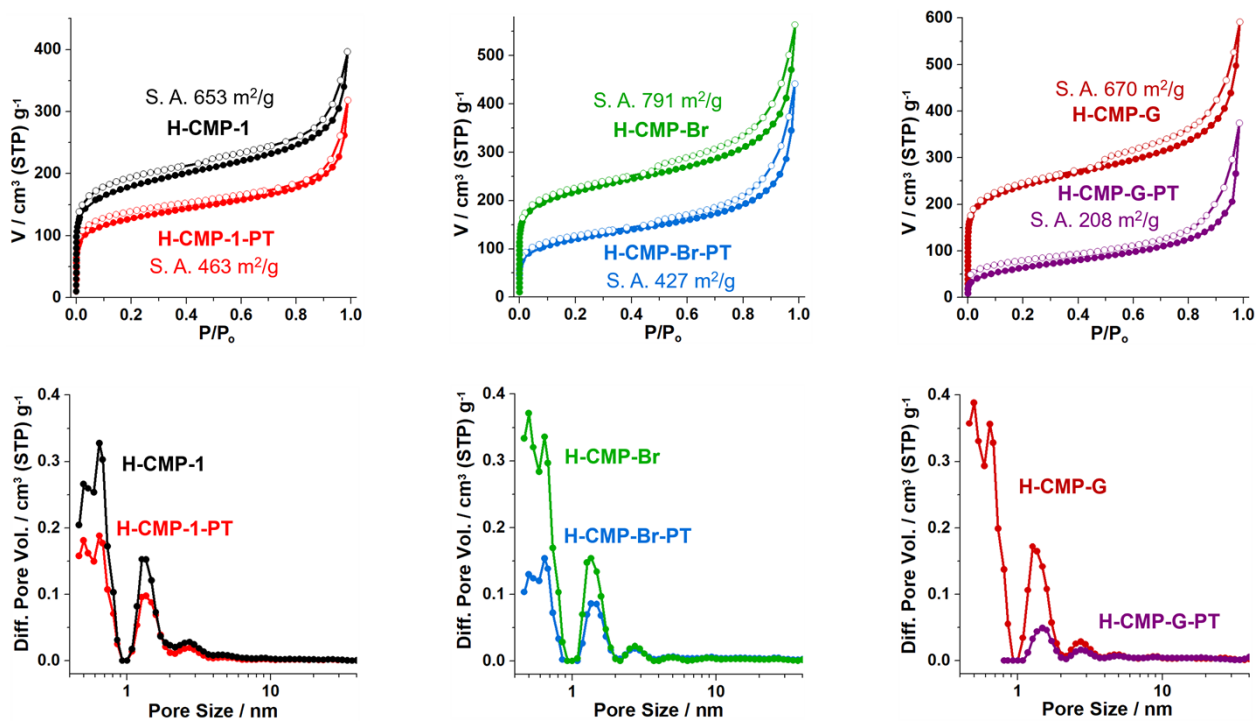 V / cm³ (STP) g⁻¹
400
300
200
100
0
S. A. 653 m²/g
H-CMP-1
H-CMP-1-PT
S. A. 463 m²/g
0.0 0.2 0.4 0.6 0.8 1.0
P/Pₒ
V / cm³ (STP) g⁻¹
500
400
300
200
100
0
S. A. 791 m²/g
H-CMP-Br
H-CMP-Br-PT
S. A. 427 m²/g
0.0 0.2 0.4 0.6 0.8 1.0
P/Pₒ
V / cm³ (STP) g⁻¹
600
500
400
300
200
100
0
S. A. 670 m²/g
H-CMP-G
H-CMP-G-PT
S. A. 208 m²/g
0.0 0.2 0.4 0.6 0.8 1.0
P/Pₒ
Diff. Pore Vol. / cm³ (STP) g⁻¹
0.4
0.3
0.2
0.1
0.0
H-CMP-1
H-CMP-1-PT
1 10
Pore Size / nm
Diff. Pore Vol. / cm³ (STP) g⁻¹
0.4
0.3
0.2
0.1
0.0
H-CMP-Br
H-CMP-Br-PT
1 10
Pore Size / nm
Diff. Pore Vol. / cm³ (STP) g⁻¹
0.4
0.3
0.2
0.1
0.0
H-CMP-G
H-CMP-G-PT
1 10
Pore Size / nm